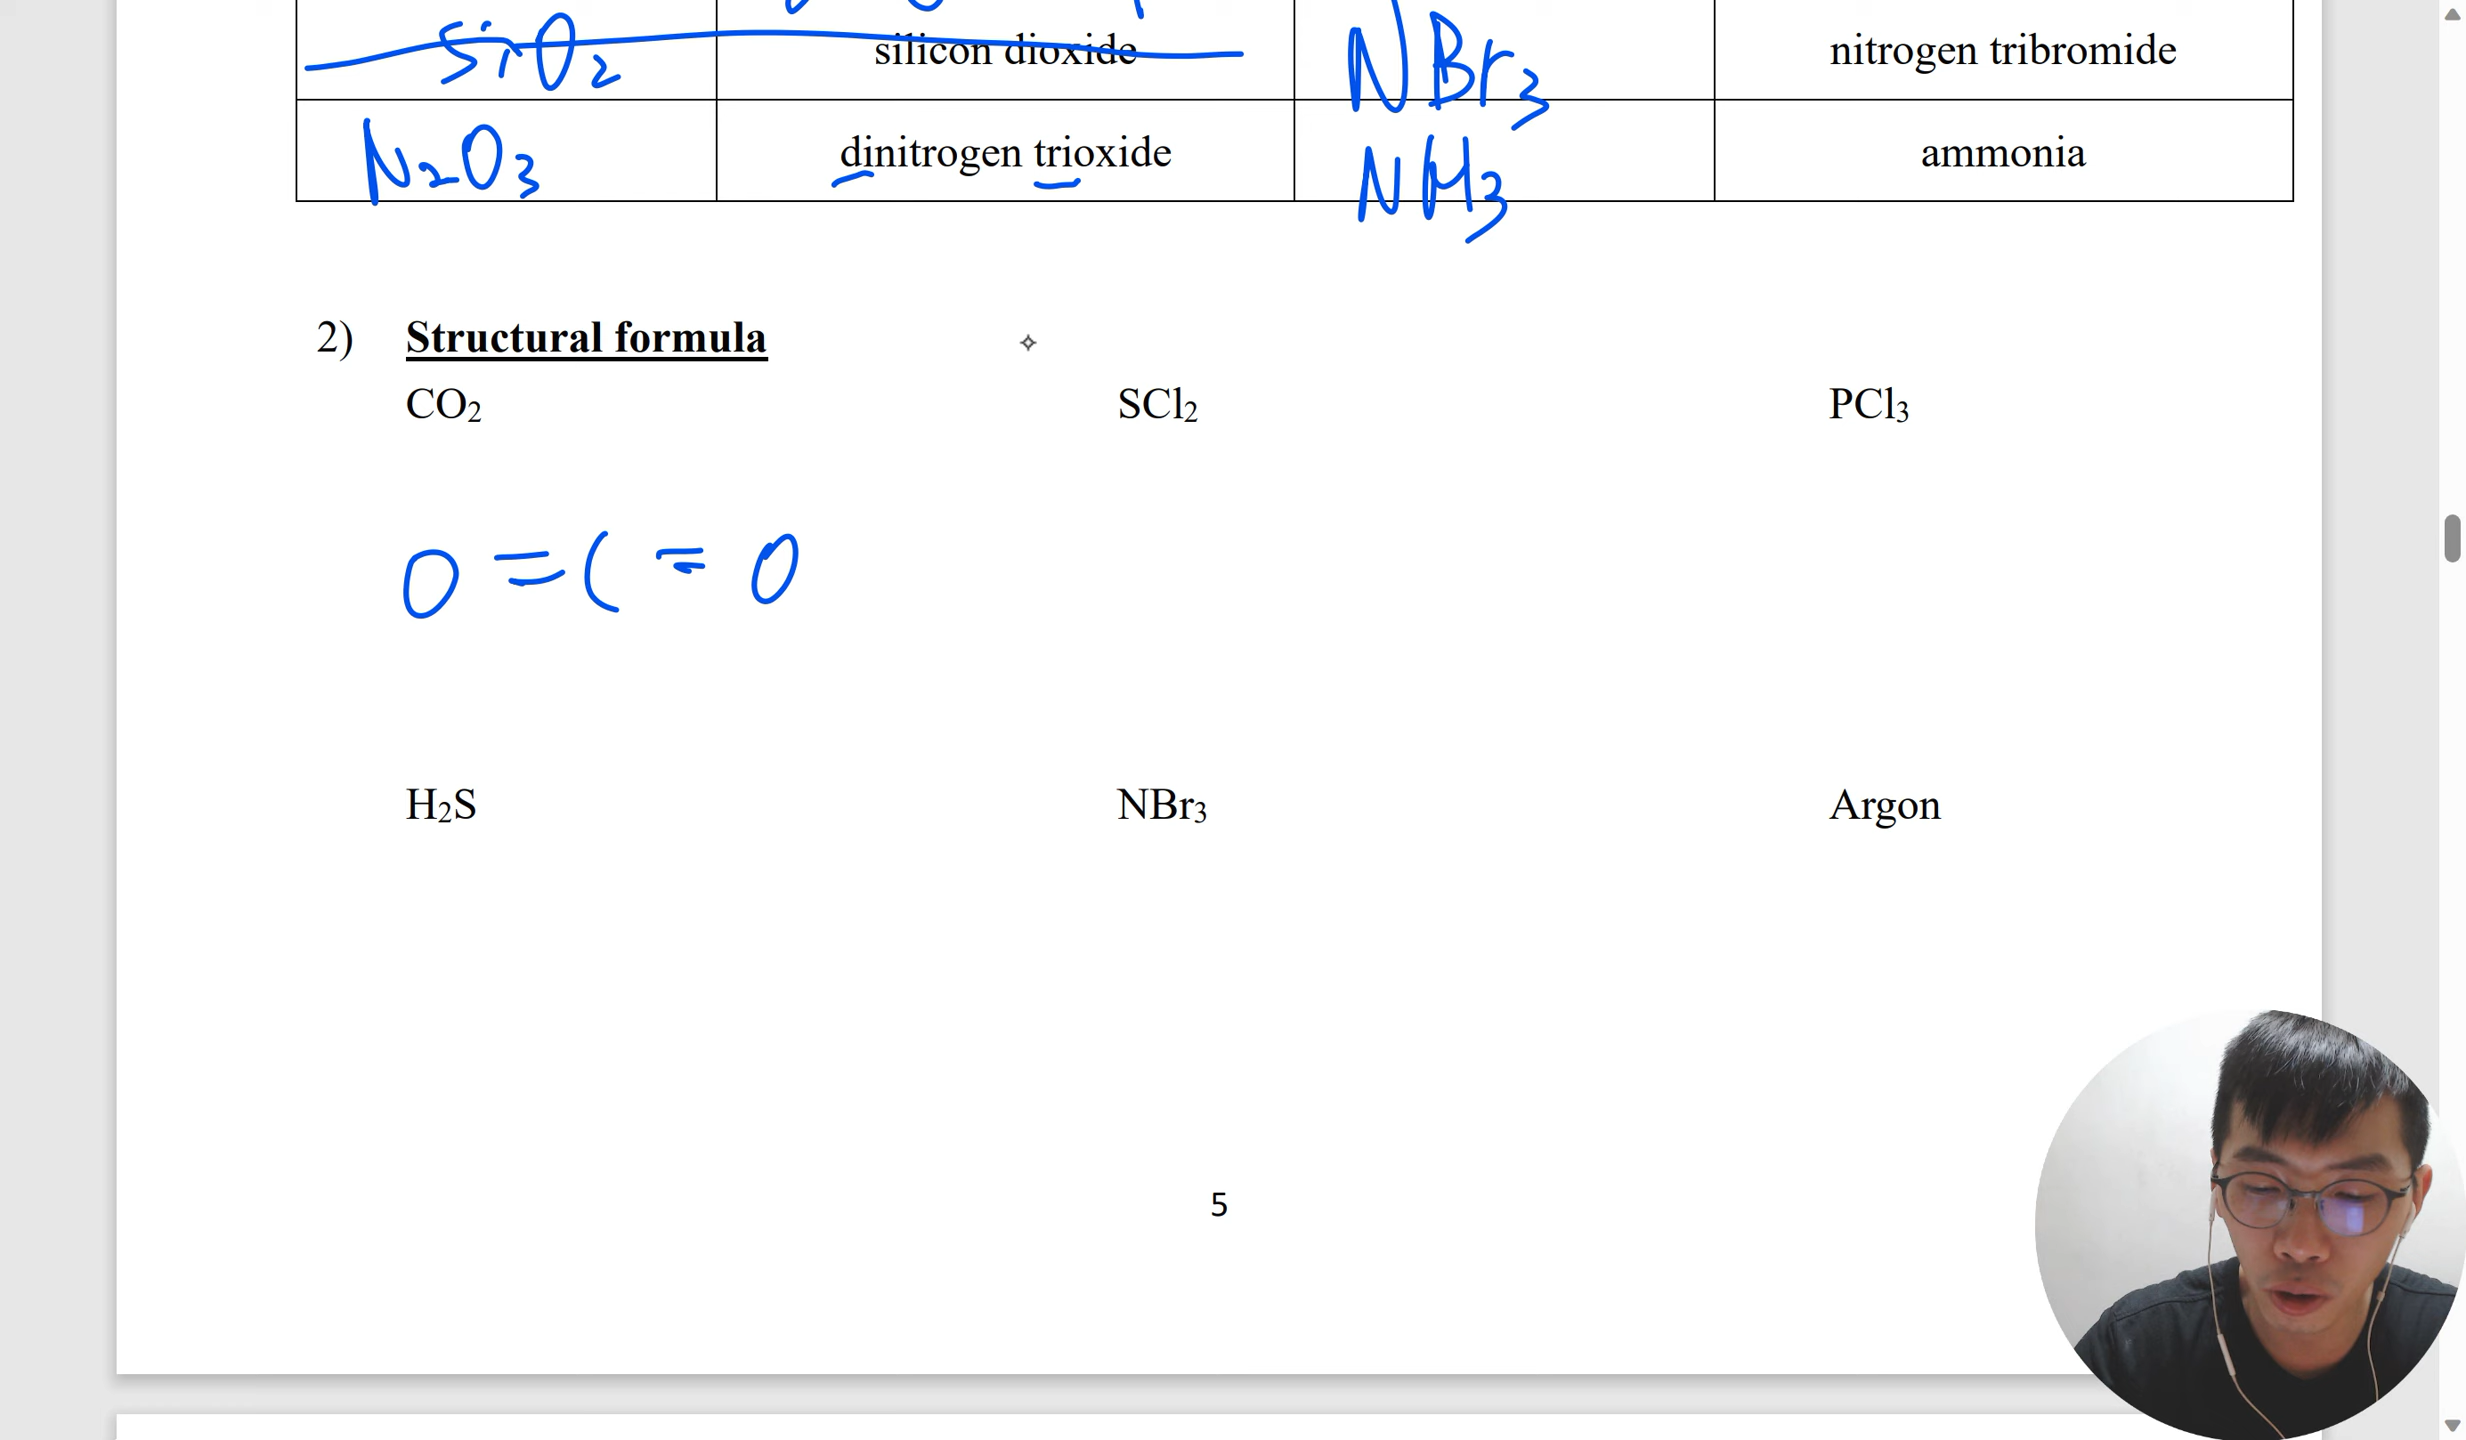 SiO₂ silicon dioxide NBr₃ nitrogen tribromide
N₂O₃ dinitrogen trioxide NH₃ ammonia
2) Structural formula
CO₂ SCl₂ PCl₃
O = C = O
H₂S NBr₃ Argon
5